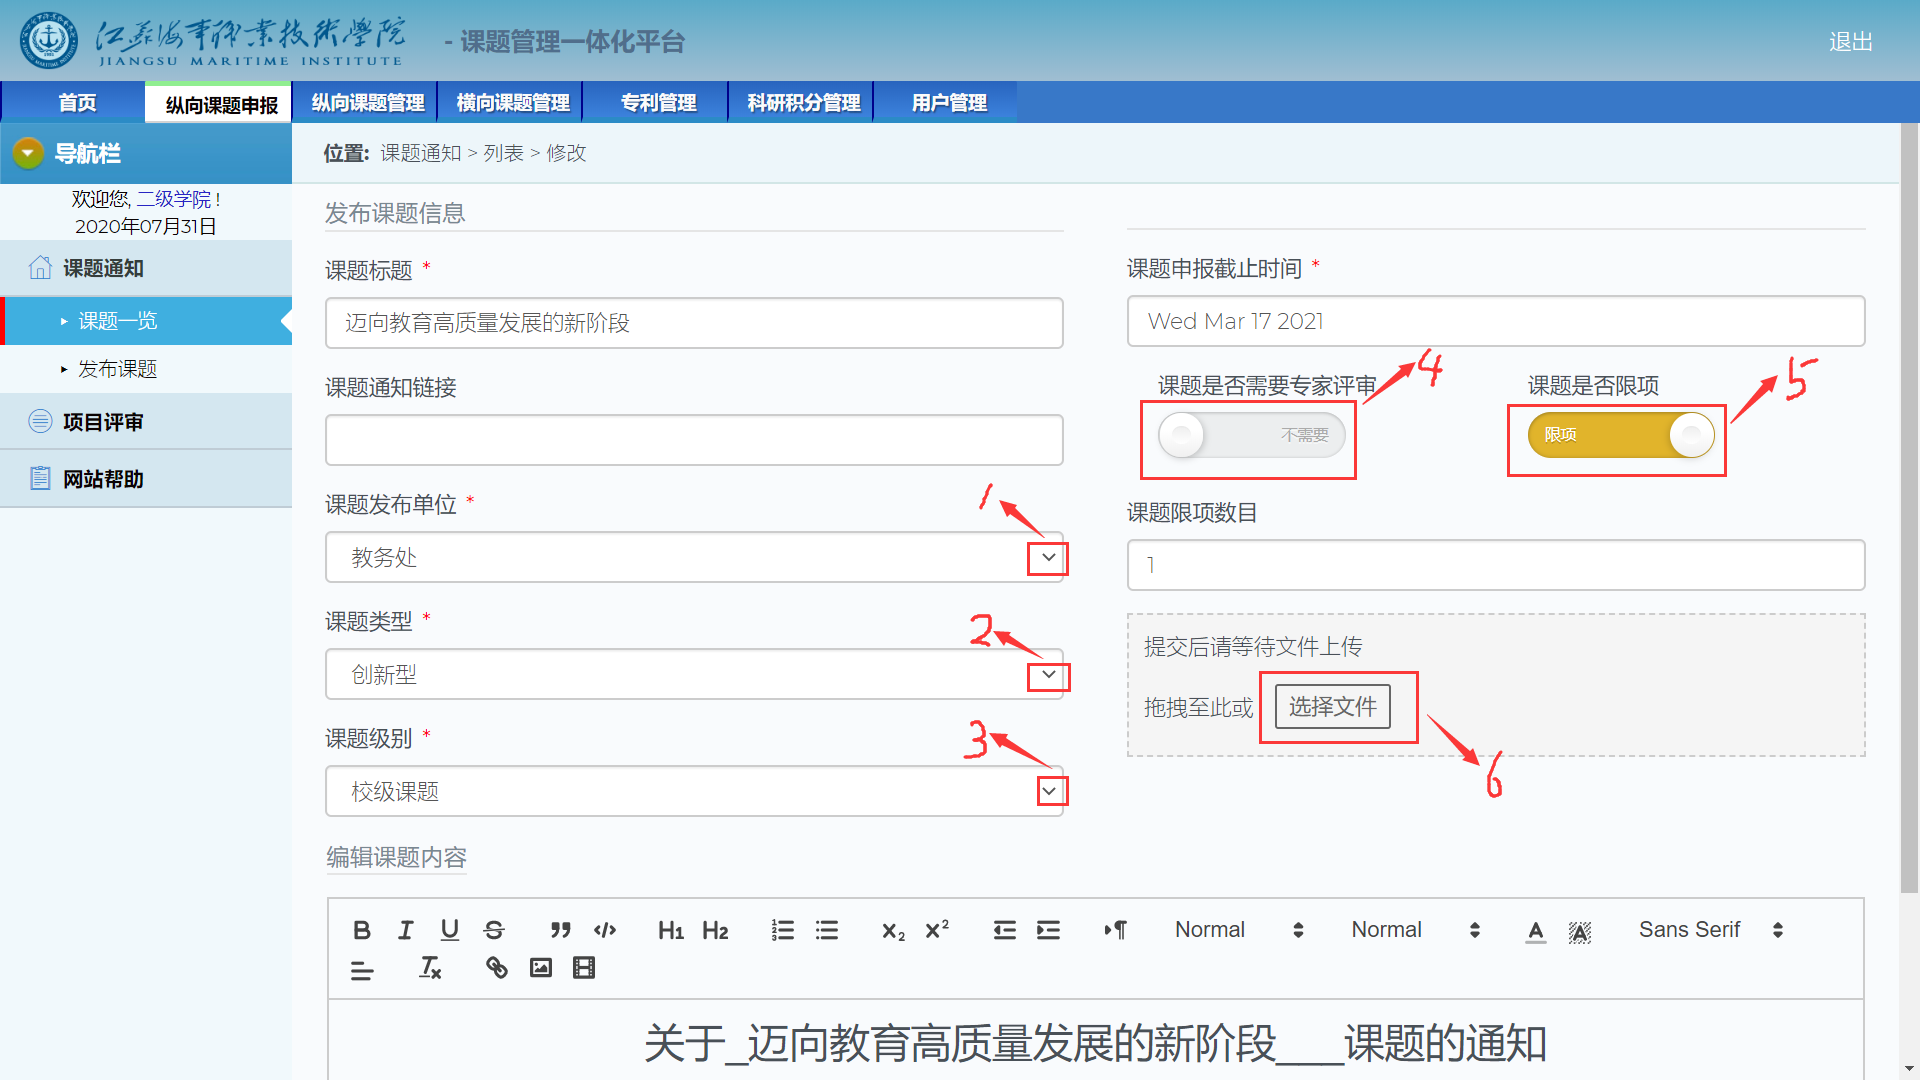 江苏海事职业技术学院
JIANGSU MARITIME INSTITUTE
- 课题管理一体化平台
退出
首页 纵向课题申报 纵向课题管理 横向课题管理 专利管理 科研积分管理 用户管理
导航栏
欢迎您, 二级学院 !
2020年07月31日
课题通知
课题一览
发布课题
项目评审
网站帮助
位置: 课题通知 > 列表 > 修改
发布课题信息
课题标题 *
迈向教育高质量发展的新阶段
课题通知链接
课题发布单位 *
1
教务处
课题类型 *
2
创新型
课题级别 *
3
校级课题
课题申报截止时间 *
Wed Mar 17 2021
课题是否需要专家评审
4
不需要
课题是否限项
5
限项
课题限项数目
1
提交后请等待文件上传
拖拽至此或 选择文件
6
编辑课题内容
B I U S H1 H2 X2 X2 Normal Normal A A Sans Serif
Tx
关于_迈向教育高质量发展的新阶段___课题的通知